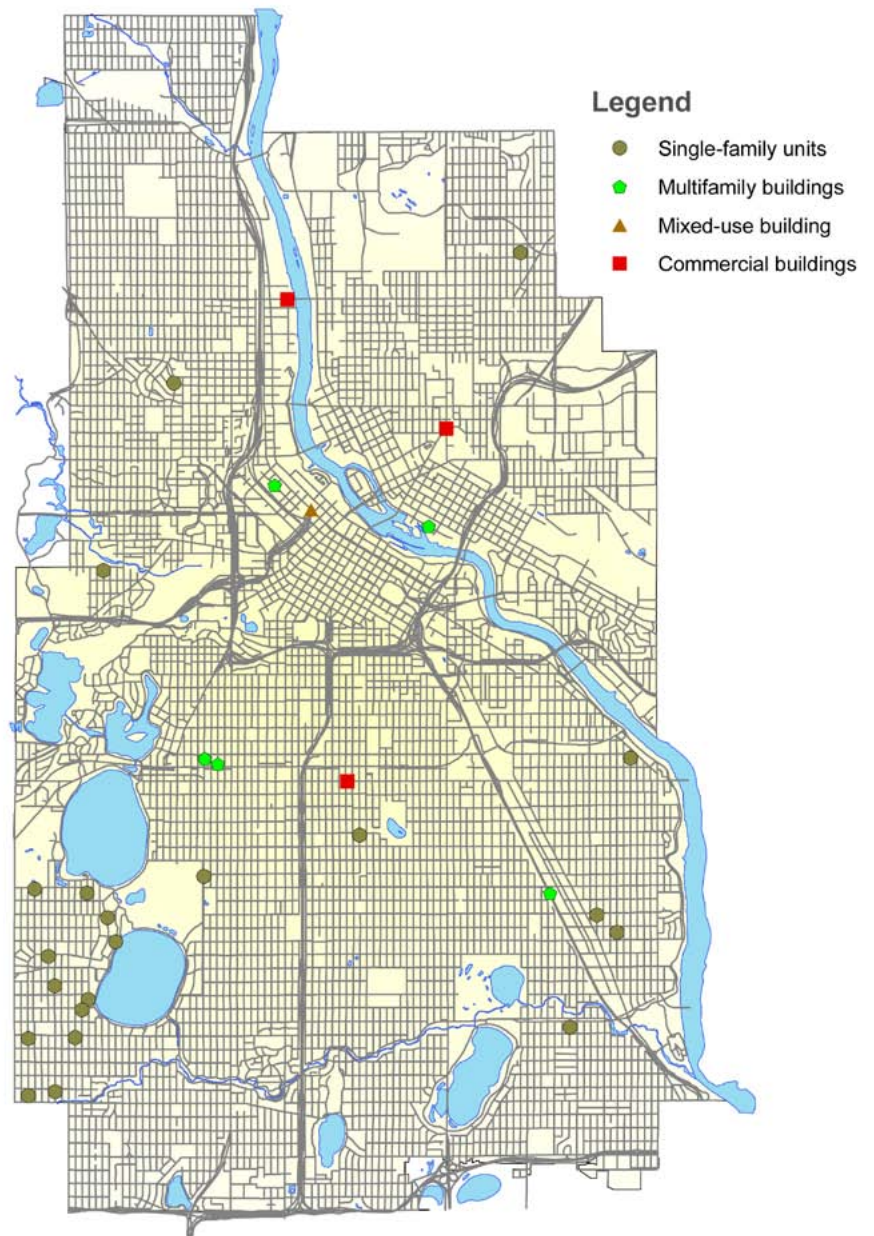 Legend
Single-family units
Multifamily buildings
Mixed-use building
Commercial buildings